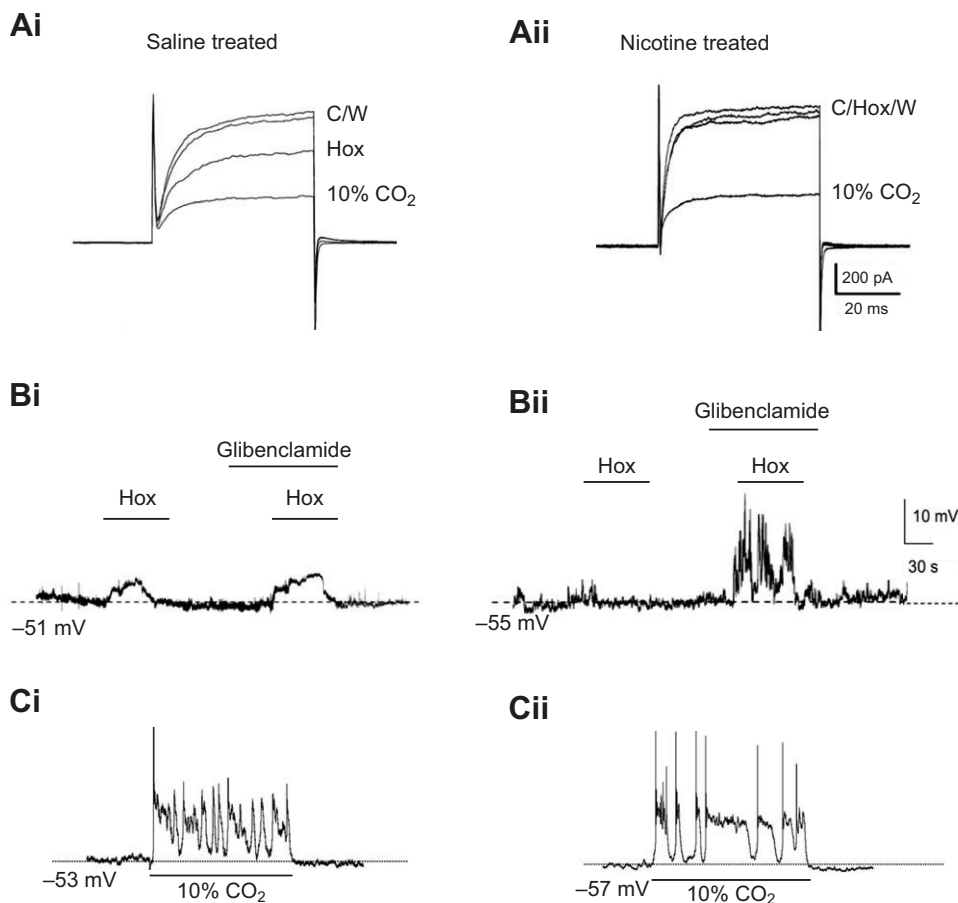 Ai
Saline treated
C/W
Hox
10% CO₂
Aii
Nicotine treated
C/Hox/W
10% CO₂
200 pA
20 ms
Bi
Glibenclamide
Hox
Hox
–51 mV
Bii
Glibenclamide
Hox
Hox
10 mV
30 s
–55 mV
Ci
–53 mV
10% CO₂
Cii
–57 mV
10% CO₂